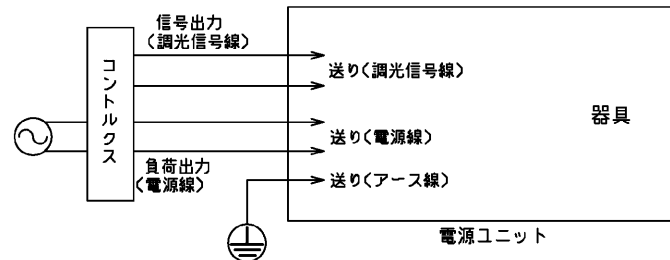 信号出力
(調光信号線)
コントルクス
送り(調光信号線)
器具
送り(電源線)
負荷出力
(電源線)
送り(アース線)
電源ユニット